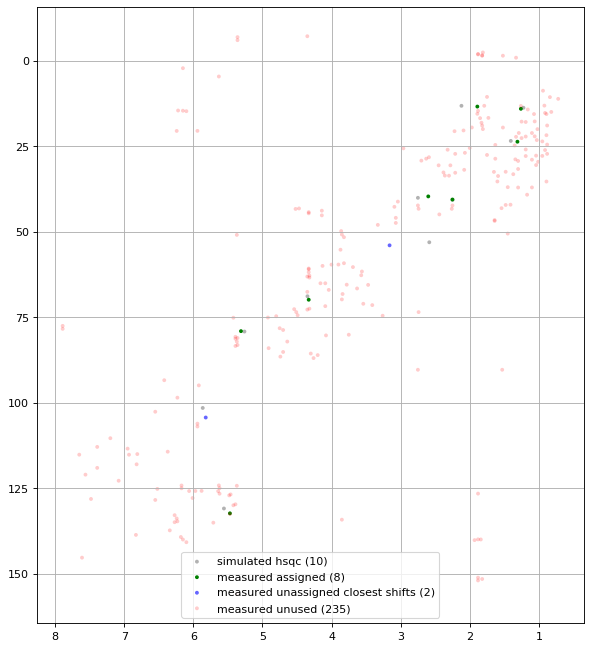 0
25
50
75
100
125
150
simulated hsqc (10)
measured assigned (8)
measured unassigned closest shifts (2)
measured unused (235)
8 7 6 5 4 3 2 1